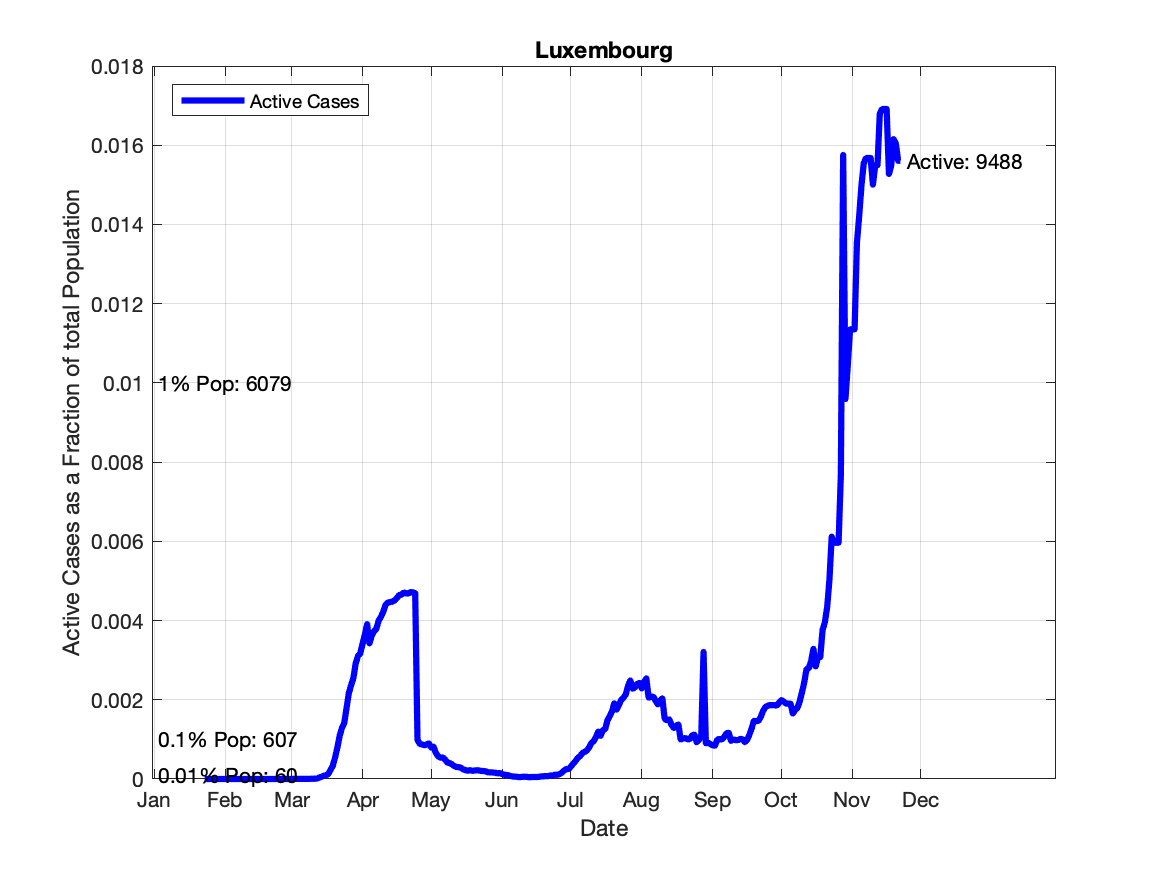 Luxembourg
0.018
0.016
0.014
0.012
0.01
0.008
0.006
0.004
0.002
0
Active Cases as a Fraction of total Population
Active Cases
Active: 9488
1% Pop: 6079
0.1% Pop: 607
0.01% Pop: 60
Jan Feb Mar Apr May Jun Jul Aug Sep Oct Nov Dec
Date